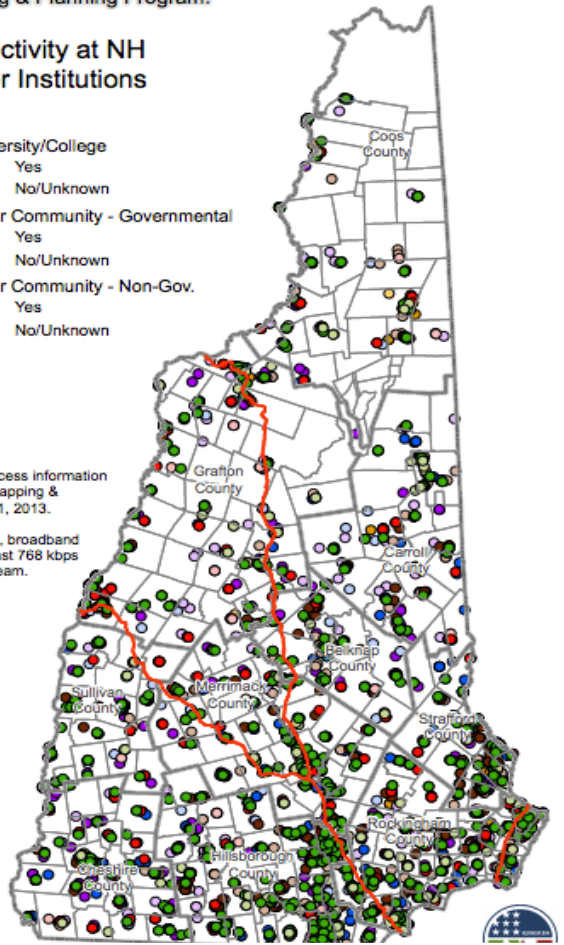 g & Planning Program.
ctivity at NH
r Institutions
ersity/College
Yes
No/Unknown
r Community - Governmental
Yes
No/Unknown
r Community - Non-Gov.
Yes
No/Unknown
cess information
apping &
1, 2013.
, broadband
ast 768 kbps
eam.
Coos
County
Grafton
County
Carroll
County
Belknap
County
Sullivan
County
Merrimack
County
Strafford
County
Rockingham
County
Hillsborough
County
Cheshire
County